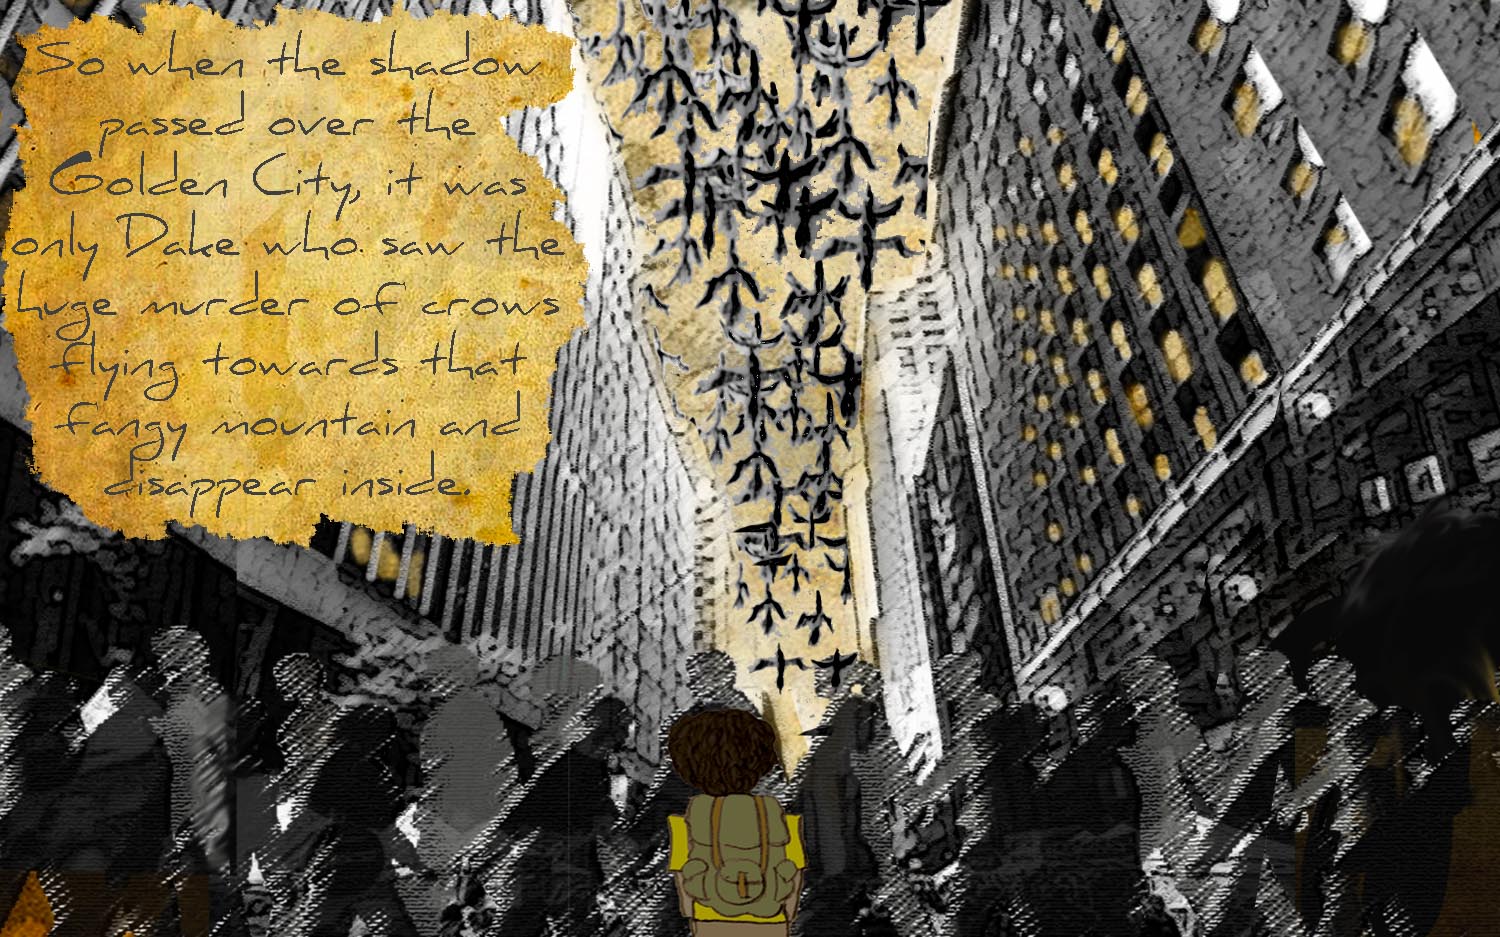 So when the shadow
passed over the
Golden City, it was
only Dake who saw the
huge murder of crows
flying towards that
fangy mountain and
disappear inside.